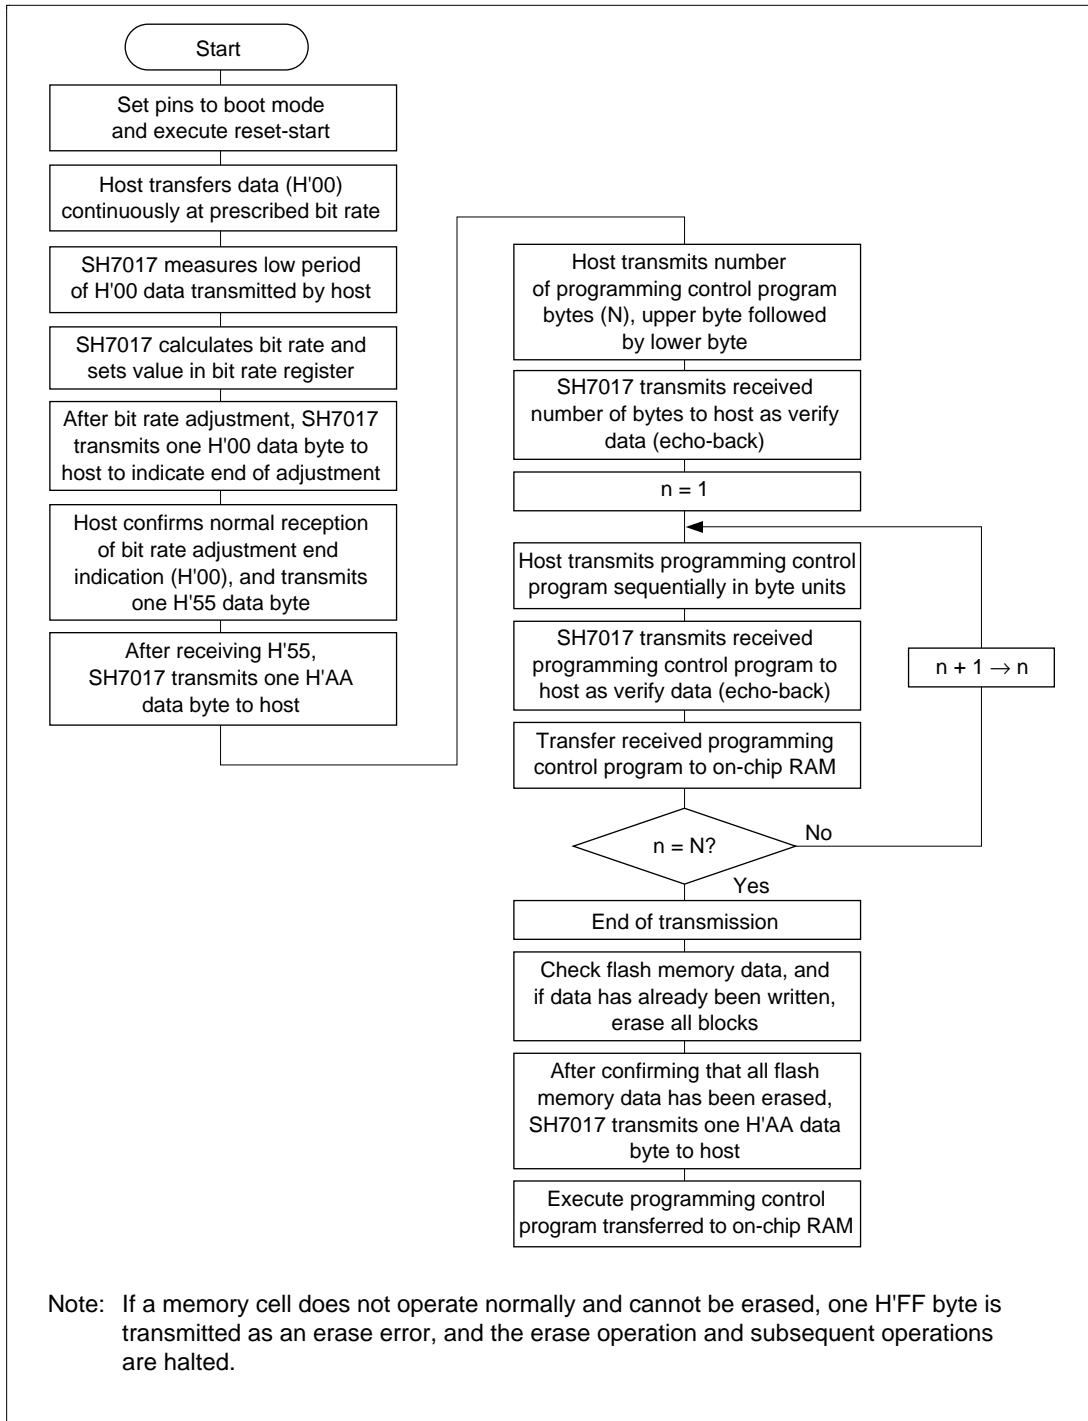 Start
Set pins to boot mode
and execute reset-start
Host transfers data (H'00)
continuously at prescribed bit rate
SH7017 measures low period
of H'00 data transmitted by host
SH7017 calculates bit rate and
sets value in bit rate register
After bit rate adjustment, SH7017
transmits one H'00 data byte to
host to indicate end of adjustment
Host confirms normal reception
of bit rate adjustment end
indication (H'00), and transmits
one H'55 data byte
After receiving H'55,
SH7017 transmits one H'AA
data byte to host
Host transmits number
of programming control program
bytes (N), upper byte followed
by lower byte
SH7017 transmits received
number of bytes to host as verify
data (echo-back)
n = 1
Host transmits programming control
program sequentially in byte units
SH7017 transmits received
programming control program to
host as verify data (echo-back)
n + 1 → n
Transfer received programming
control program to on-chip RAM
n = N?
No
Yes
End of transmission
Check flash memory data, and
if data has already been written,
erase all blocks
After confirming that all flash
memory data has been erased,
SH7017 transmits one H'AA data
byte to host
Execute programming control
program transferred to on-chip RAM
Note: If a memory cell does not operate normally and cannot be erased, one H'FF byte is
transmitted as an erase error, and the erase operation and subsequent operations
are halted.